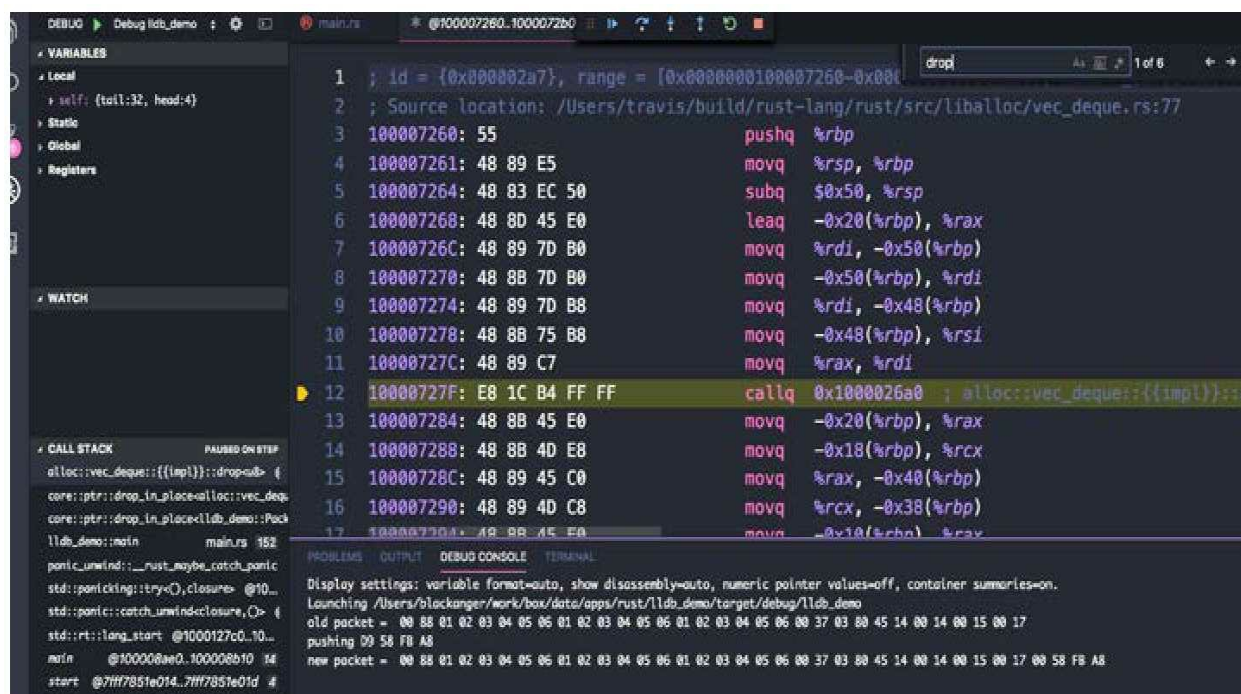 DEBUG Debug lldb_demo
main.rs
@100007260..1000072b0
VARIABLES
Local
self: {tail:32, head:4}
Static
Global
Registers
WATCH
CALL STACK PAUSED ON STEP
alloc::vec_deque::{{impl}}::drop<u8>
core::ptr::drop_in_place<alloc::vec_dequ
core::ptr::drop_in_place<lldb_demo::Pack
lldb_demo::main main.rs 152
panic_unwind::__rust_maybe_catch_panic
std::panicking::try<(),closure> @10...
std::panic::catch_unwind<closure,()>
std::rt::lang_start @1000127c0..10...
main @100008ae0..100008b10 14
start @7fff7851e014..7fff7851e01d 4
drop 1 of 6
1 ; id = {0x000002a7}, range = [0x0000000100007260-0x000
2 ; Source location: /Users/travis/build/rust-lang/rust/src/liballoc/vec_deque.rs:77
3 100007260: 55 pushq %rbp
4 100007261: 48 89 E5 movq %rsp, %rbp
5 100007264: 48 83 EC 50 subq $0x50, %rsp
6 100007268: 48 8D 45 E0 leaq -0x20(%rbp), %rax
7 10000726C: 48 89 7D B0 movq %rdi, -0x50(%rbp)
8 100007270: 48 8B 7D B0 movq -0x50(%rbp), %rdi
9 100007274: 48 89 7D B8 movq %rdi, -0x48(%rbp)
10 100007278: 48 8B 75 B8 movq -0x48(%rbp), %rsi
11 10000727C: 48 89 C7 movq %rax, %rdi
12 10000727F: E8 1C B4 FF FF callq 0x1000026a0 ; alloc::vec_deque::{{impl}}::
13 100007284: 48 8B 45 E0 movq -0x20(%rbp), %rax
14 100007288: 48 8B 4D E8 movq -0x18(%rbp), %rcx
15 10000728C: 48 89 45 C0 movq %rax, -0x40(%rbp)
16 100007290: 48 89 4D C8 movq %rcx, -0x38(%rbp)
17 100007294: 48 8B 45 F0 movq -0x10(%rbp), %rax
PROBLEMS OUTPUT DEBUG CONSOLE TERMINAL
Display settings: variable format=auto, show disassembly=auto, numeric pointer values=off, container summaries=on.
Launching /Users/blackanger/work/box/data/apps/rust/lldb_demo/target/debug/lldb_demo
old packet = 00 88 01 02 03 04 05 06 01 02 03 04 05 06 01 02 03 04 05 06 00 37 03 80 45 14 00 14 00 15 00 17
pushing D9 58 FB A8
new packet = 00 88 01 02 03 04 05 06 01 02 03 04 05 06 01 02 03 04 05 06 00 37 03 80 45 14 00 14 00 15 00 17 00 58 FB A8